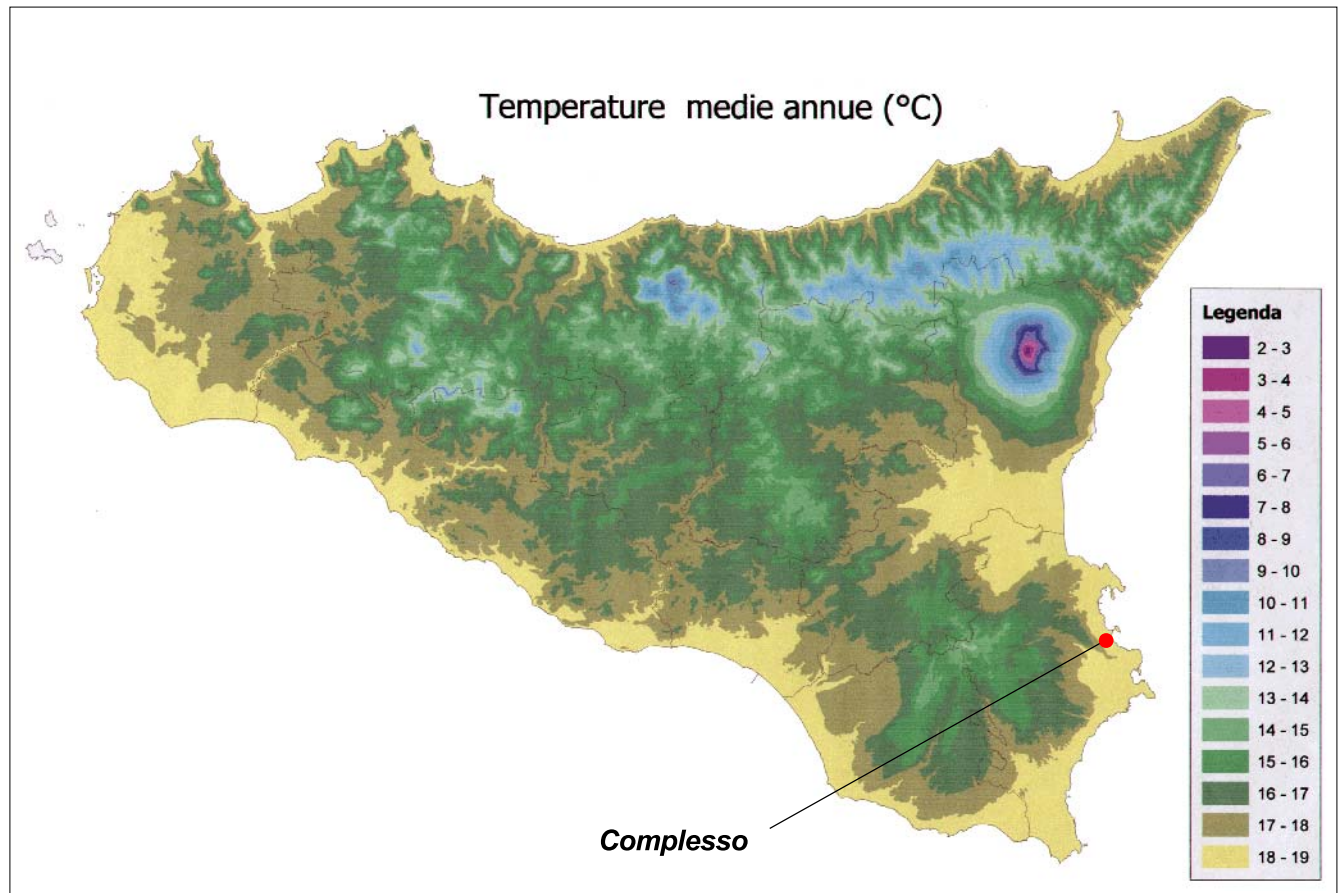 Temperature medie annue (°C)
Legenda
2 - 3
3 - 4
4 - 5
5 - 6
6 - 7
7 - 8
8 - 9
9 - 10
10 - 11
11 - 12
12 - 13
13 - 14
14 - 15
15 - 16
16 - 17
17 - 18
18 - 19
Complesso